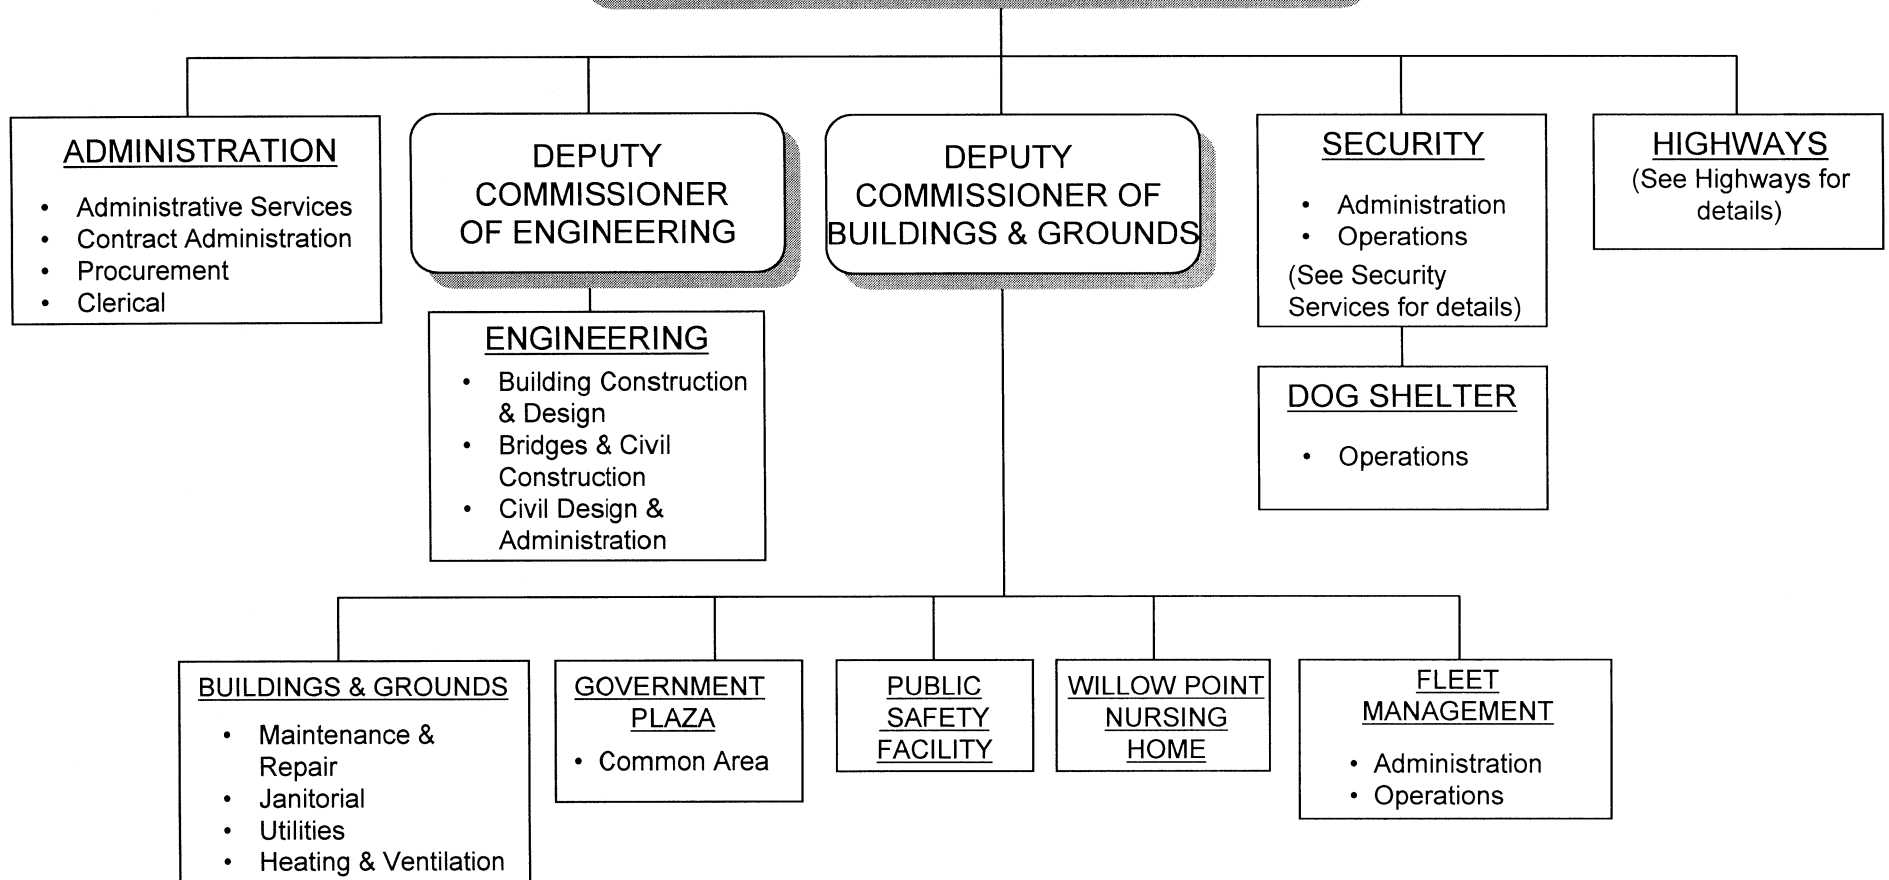 ADMINISTRATION
• Administrative Services
• Contract Administration
• Procurement
• Clerical
DEPUTY
COMMISSIONER
OF ENGINEERING
DEPUTY
COMMISSIONER OF
BUILDINGS & GROUNDS
SECURITY
• Administration
• Operations
(See Security
Services for details)
HIGHWAYS
(See Highways for
details)
ENGINEERING
• Building Construction
& Design
• Bridges & Civil
Construction
• Civil Design &
Administration
DOG SHELTER
• Operations
BUILDINGS & GROUNDS
• Maintenance &
Repair
• Janitorial
• Utilities
• Heating & Ventilation
GOVERNMENT
PLAZA
• Common Area
PUBLIC
SAFETY
FACILITY
WILLOW POINT
NURSING
HOME
FLEET
MANAGEMENT
• Administration
• Operations